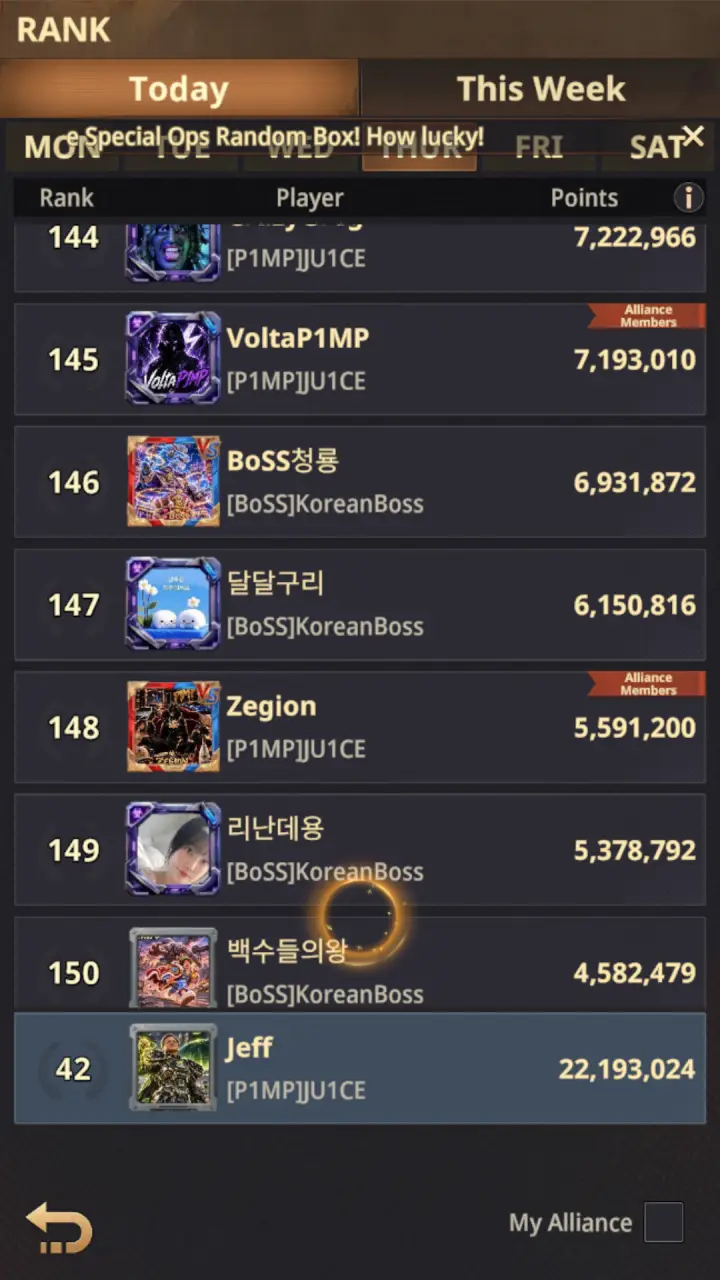 RANK
Today
This Week
e Special Ops Random Box! How lucky!
MON TUE WED THUR FRI SAT
Rank Player Points
144
7,222,966
[P1MP]JU1CE
Alliance
Members
145
VoltaP1MP
7,193,010
[P1MP]JU1CE
VoltaP1MP
146
BoSS청룡
6,931,872
[BoSS]KoreanBoss
147
달달구리
6,150,816
[BoSS]KoreanBoss
Alliance
Members
148
Zegion
5,591,200
[P1MP]JU1CE
149
리난데용
5,378,792
[BoSS]KoreanBoss
150
백수들의왕
4,582,479
[BoSS]KoreanBoss
42
Jeff
22,193,024
[P1MP]JU1CE
My Alliance